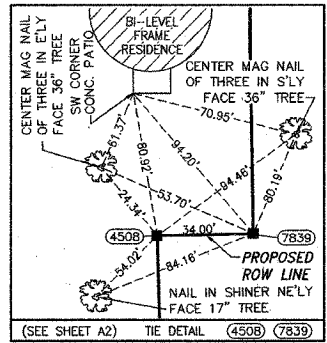 BI-LEVEL
FRAME
RESIDENCE
CENTER MAG NAIL
OF THREE IN E'LY
FACE 36" TREE
SW CORNER
CONC. PATIO
CENTER MAG NAIL
OF THREE IN S'LY
FACE 36" TREE
70.95'
61.37'
80.92'
94.20'
94.46'
80.19'
53.70'
24.34'
34.00'
4508
7839
54.02'
84.16'
PROPOSED
ROW LINE
NAIL IN SHINER NE'LY
FACE 17" TREE
(SEE SHEET A2) TIE DETAIL 4508 7839